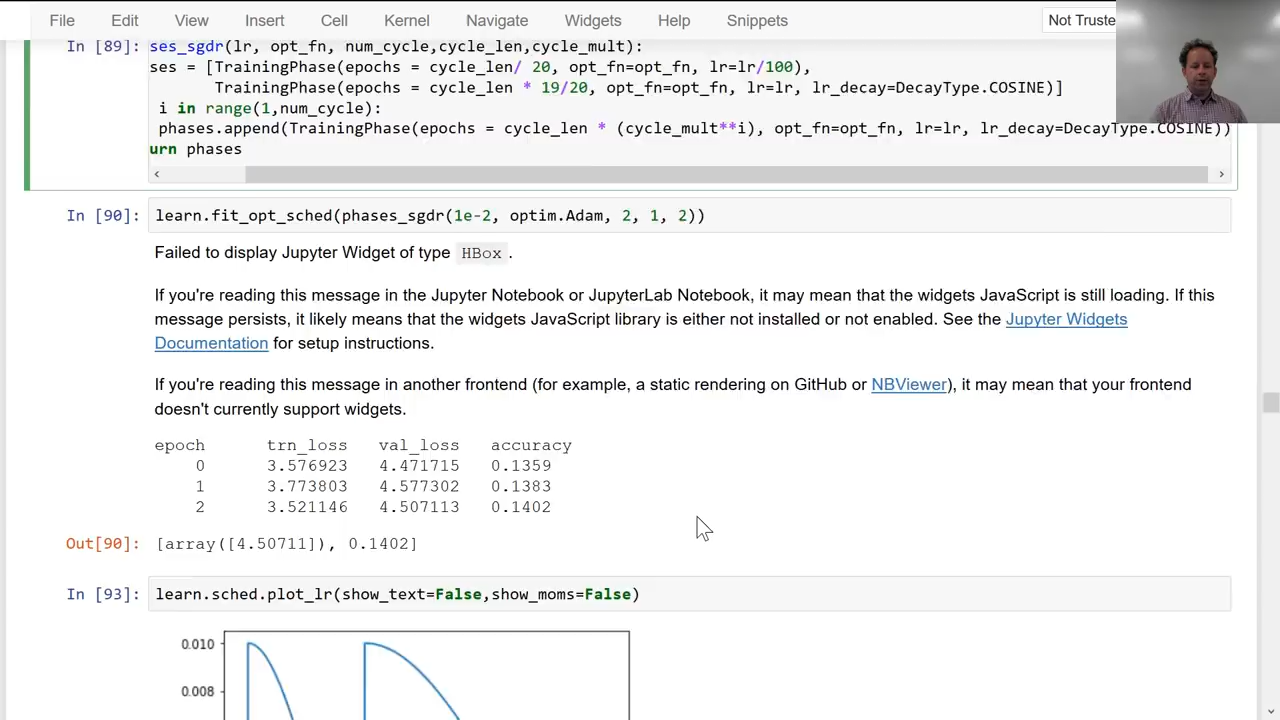 File Edit View Insert Cell Kernel Navigate Widgets Help Snippets Not Truste
In [89]: ses_sgdr(lr, opt_fn, num_cycle,cycle_len,cycle_mult):
ses = [TrainingPhase(epochs = cycle_len/ 20, opt_fn=opt_fn, lr=lr/100),
TrainingPhase(epochs = cycle_len * 19/20, opt_fn=opt_fn, lr=lr, lr_decay=DecayType.COSINE)]
i in range(1,num_cycle):
phases.append(TrainingPhase(epochs = cycle_len * (cycle_mult**i), opt_fn=opt_fn, lr=lr, lr_decay=DecayType.COSINE))
urn phases
In [90]: learn.fit_opt_sched(phases_sgdr(1e-2, optim.Adam, 2, 1, 2))
Failed to display Jupyter Widget of type HBox.
If you're reading this message in the Jupyter Notebook or JupyterLab Notebook, it may mean that the widgets JavaScript is still loading. If this
message persists, it likely means that the widgets JavaScript library is either not installed or not enabled. See the Jupyter Widgets
Documentation for setup instructions.
If you're reading this message in another frontend (for example, a static rendering on GitHub or NBViewer), it may mean that your frontend
doesn't currently support widgets.
epoch trn_loss val_loss accuracy
0 3.576923 4.471715 0.1359
1 3.773803 4.577302 0.1383
2 3.521146 4.507113 0.1402
Out[90]: [array([4.50711]), 0.1402]
In [93]: learn.sched.plot_lr(show_text=False,show_moms=False)
0.010
0.008